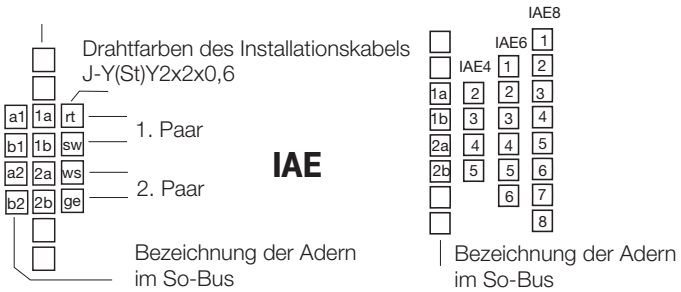 Drahtfarben des Installationskabels
J-Y(St)Y2x2x0,6
a1 1a rt
b1 1b sw
1. Paar
a2 2a ws
b2 2b ge
2. Paar
Bezeichnung der Adern
im So-Bus
IAE
IAE8
IAE6
IAE4
1
1 2
1a 2 2 3
1b 3 3 4
2a 4 4 5
2b 5 5 6
6 7
8
Bezeichnung der Adern
im So-Bus